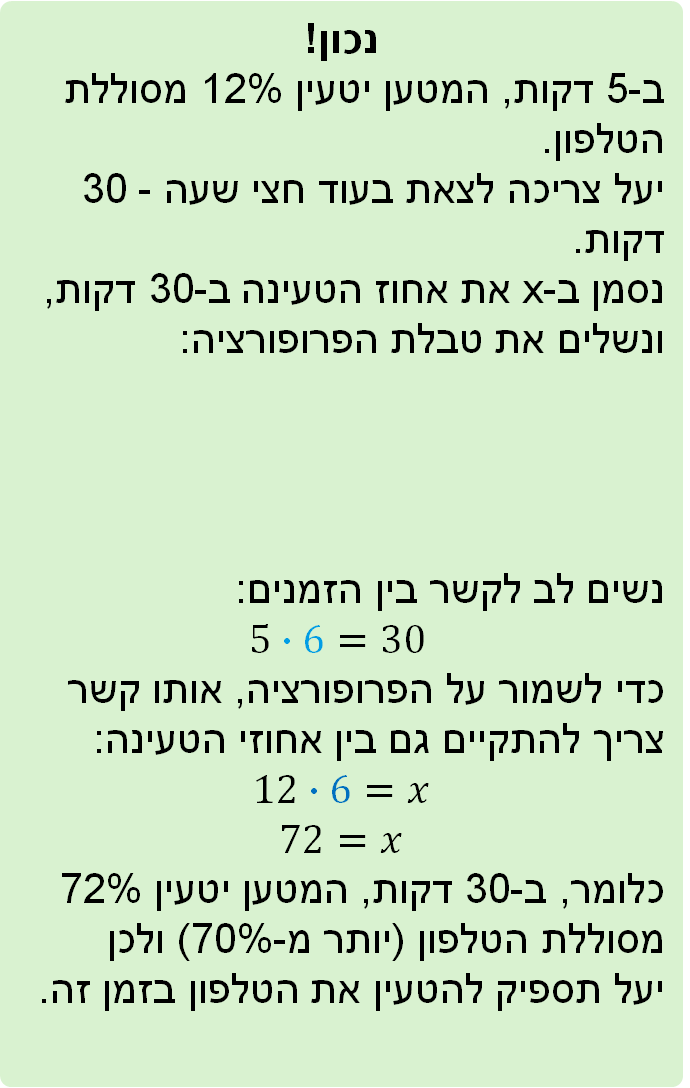 נכון!
ב-5 דקות, המטען יטעין 12% מסוללת
הטלפון.
יעל צריכה לצאת בעוד חצי שעה - 30
דקות.
נסמן ב-x את אחוז הטעינה ב-30 דקות,
ונשלים את טבלת הפרופורציה:
נשים לב לקשר בין הזמנים:
5 · 6 = 30
כדי לשמור על הפרופורציה, אותו קשר
צריך להתקיים גם בין אחוזי הטעינה:
12 · 6 = x
72 = x
כלומר, ב-30 דקות, המטען יטעין 72%
מסוללת הטלפון (יותר מ-70%) ולכן
יעל תספיק להטעין את הטלפון בזמן זה.